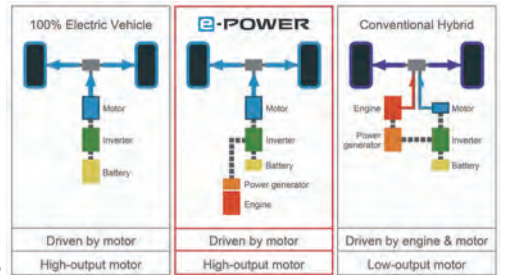 100% Electric Vehicle
Motor
Inverter
Battery
Driven by motor
High-output motor
e-POWER
Motor
Inverter
Battery
Power generator
Engine
Driven by motor
High-output motor
Conventional Hybrid
Engine
Motor
Power
generator
Inverter
Battery
Driven by engine & motor
Low-output motor